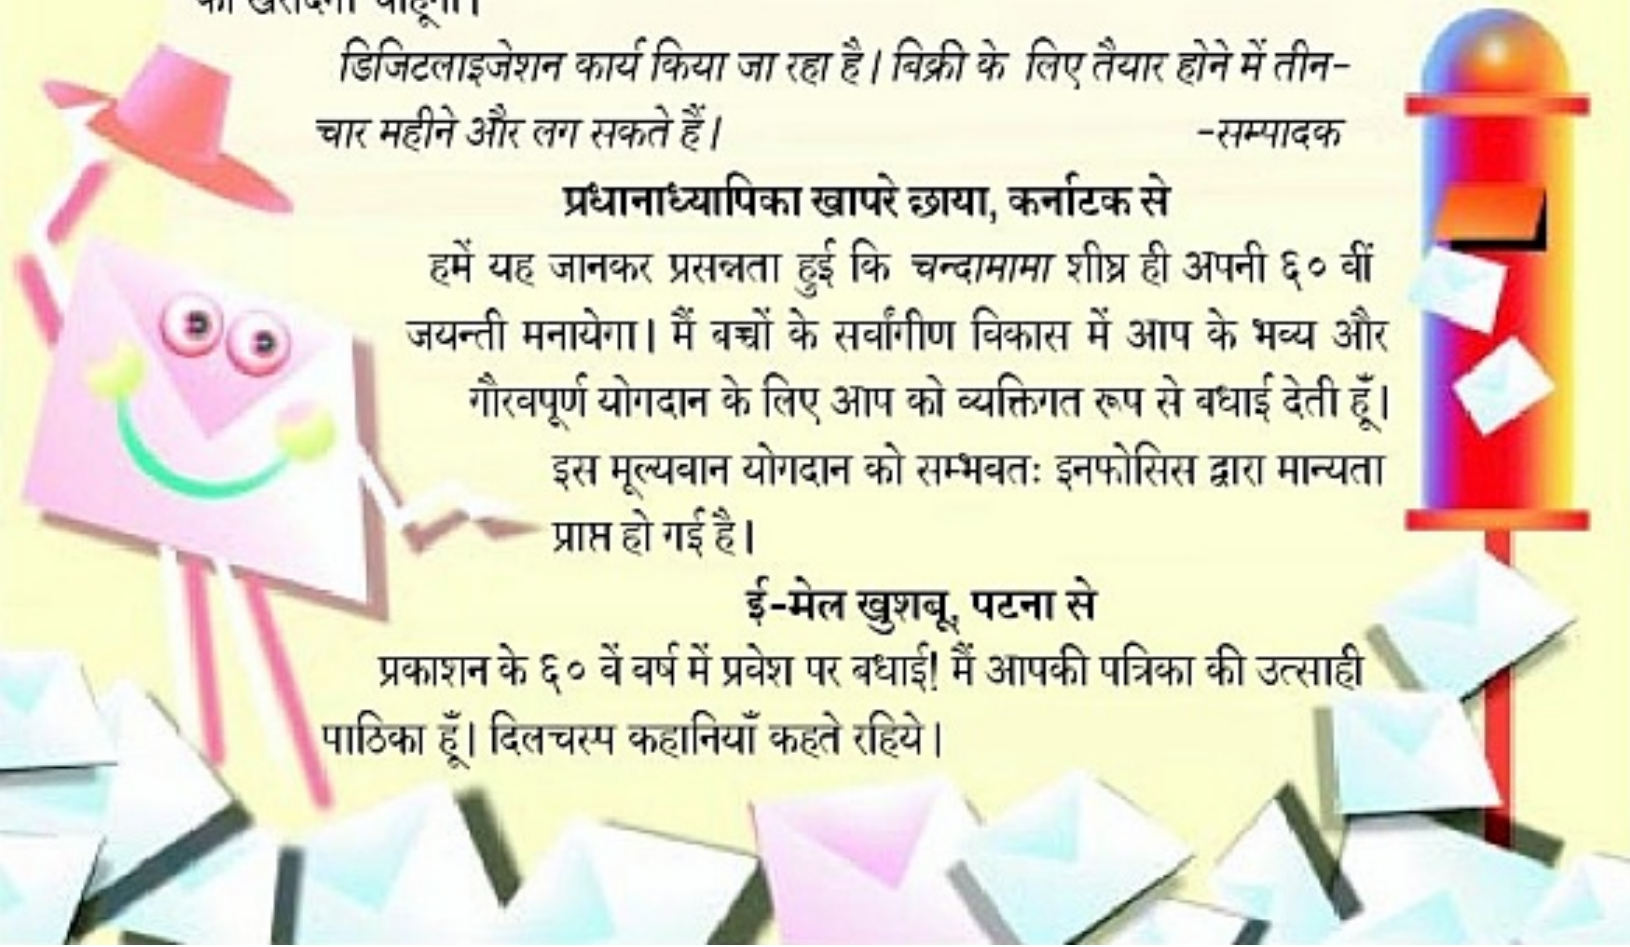 डिजिटलाइजेशन कार्य किया जा रहा है। बिक्री के लिए तैयार होने में तीन-
चार महीने और लग सकते हैं। -सम्पादक
प्रधानाध्यापिका खापरे छाया, कर्नाटक से
हमें यह जानकर प्रसन्नता हुई कि चन्दामामा शीघ्र ही अपनी ६० वीं
जयन्ती मनायेगा। मैं बच्चों के सर्वांगीण विकास में आप के भव्य और
गौरवपूर्ण योगदान के लिए आप को व्यक्तिगत रूप से बधाई देती हूँ।
इस मूल्यवान योगदान को सम्भवतः इनफोसिस द्वारा मान्यता
प्राप्त हो गई है।
ई-मेल खुशबू, पटना से
प्रकाशन के ६० वें वर्ष में प्रवेश पर बधाई! मैं आपकी पत्रिका की उत्साही
पाठिका हूँ। दिलचस्प कहानियाँ कहते रहिये।